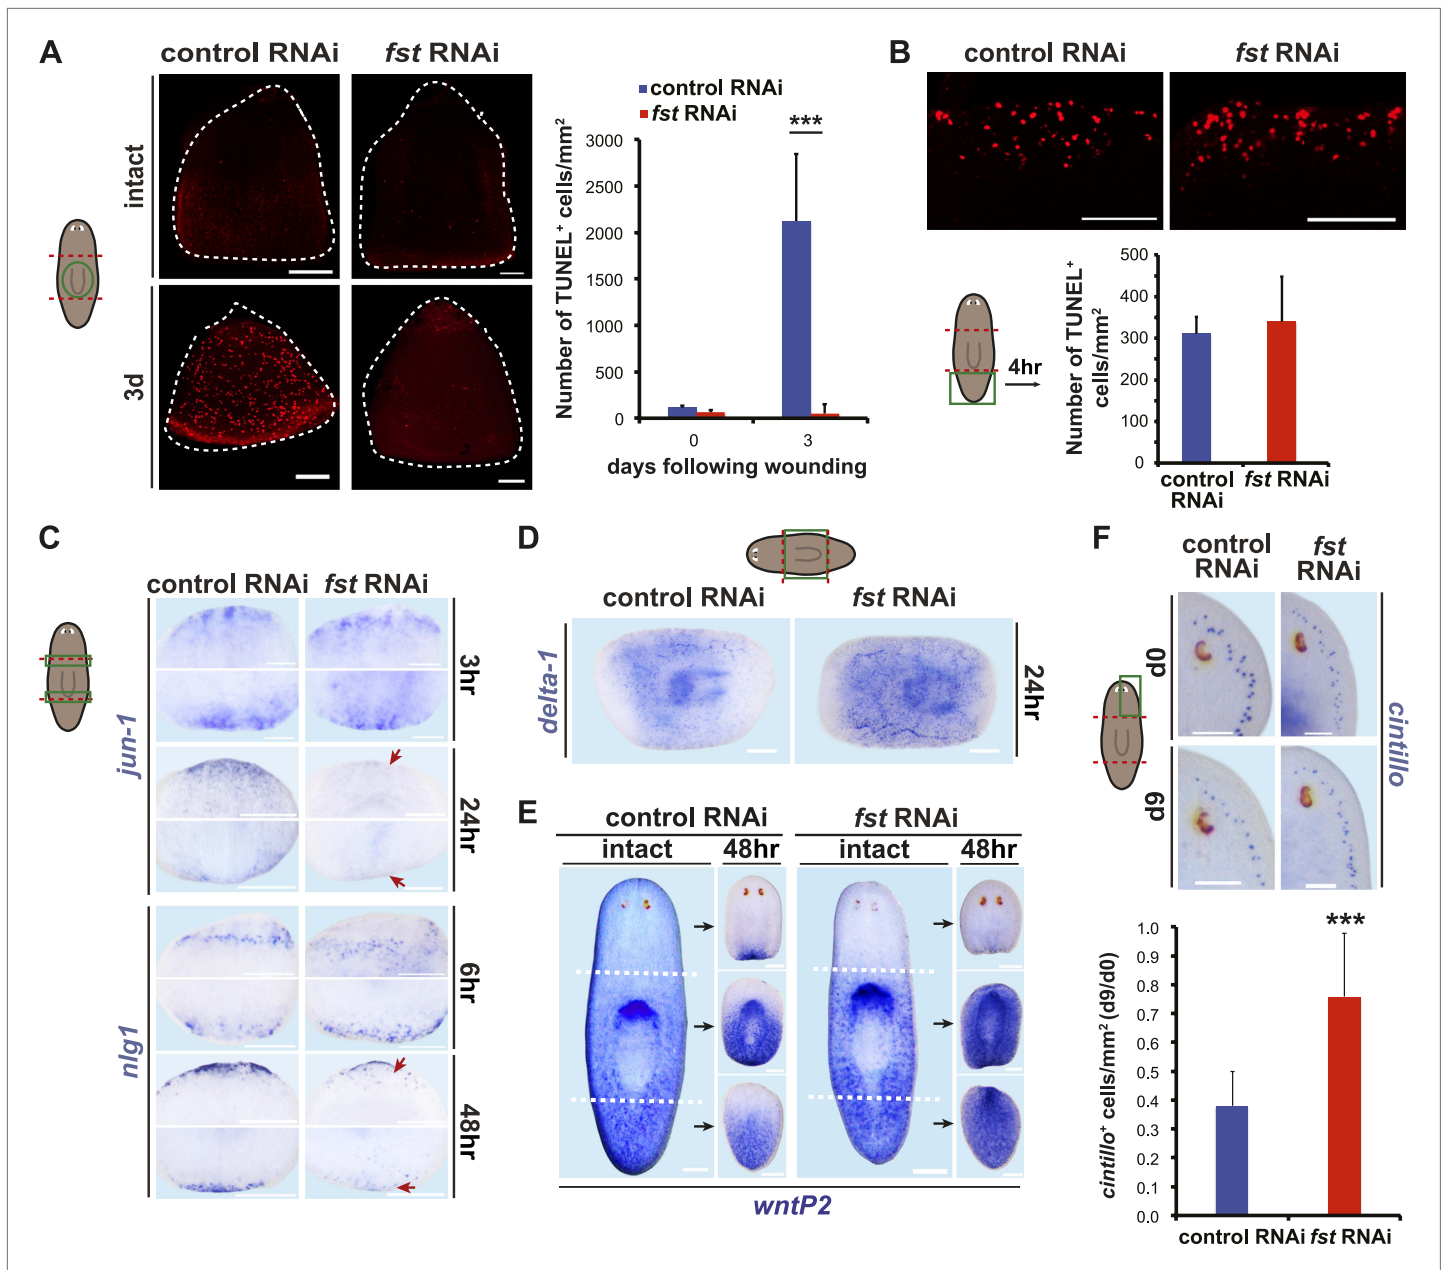 A
control RNAi
fst RNAi
intact
3d
control RNAi
fst RNAi
***
Number of TUNEL⁺ cells/mm²
3000
2500
2000
1500
1000
500
0
0
3
days following wounding
B
control RNAi
fst RNAi
4hr
Number of TUNEL⁺
cells/mm²
500
400
350
300
200
100
0
control
RNAi
fst RNAi
C
control RNAi
fst RNAi
jun-1
3hr
24hr
nlg1
6hr
48hr
D
control RNAi
fst RNAi
delta-1
24hr
E
control RNAi
fst RNAi
intact
48hr
intact
48hr
wntP2
F
control
RNAi
fst
RNAi
0d
9d
cintillo
***
cintillo⁺ cells/mm² (d9/d0)
1.0
0.9
0.8
0.7
0.6
0.5
0.4
0.3
0.2
0.1
0.0
control RNAi
fst RNAi